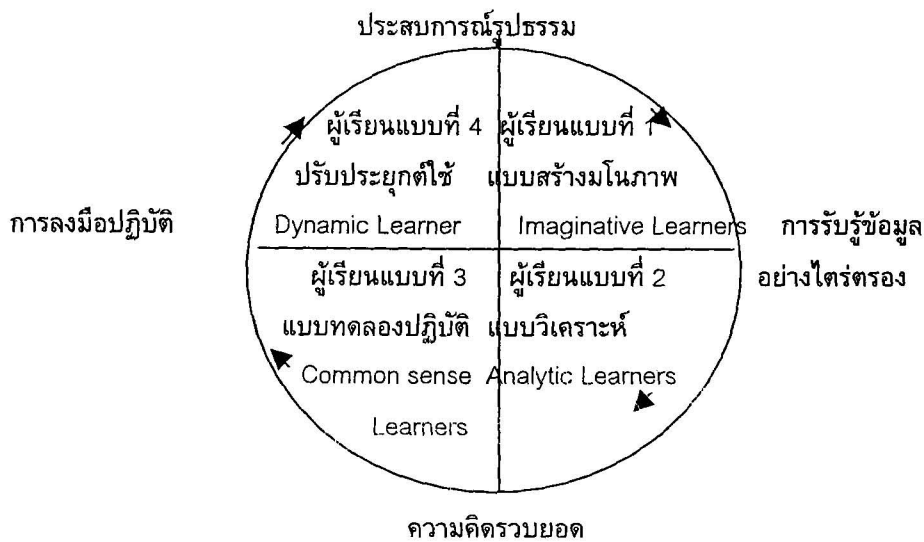 ประสบการณ์รูปธรรม
ผู้เรียนแบบที่ 4 ผู้เรียนแบบที่ 1
ปรับประยุกต์ใช้ แบบสร้างมโนภาพ
การลงมือปฏิบัติ Dynamic Learner Imaginative Learners การรับรู้ข้อมูล
อย่างไตร่ตรอง
ผู้เรียนแบบที่ 3 ผู้เรียนแบบที่ 2
แบบทดลองปฏิบัติ แบบวิเคราะห์
Common sense Analytic Learners
Learners
ความคิดรวบยอด